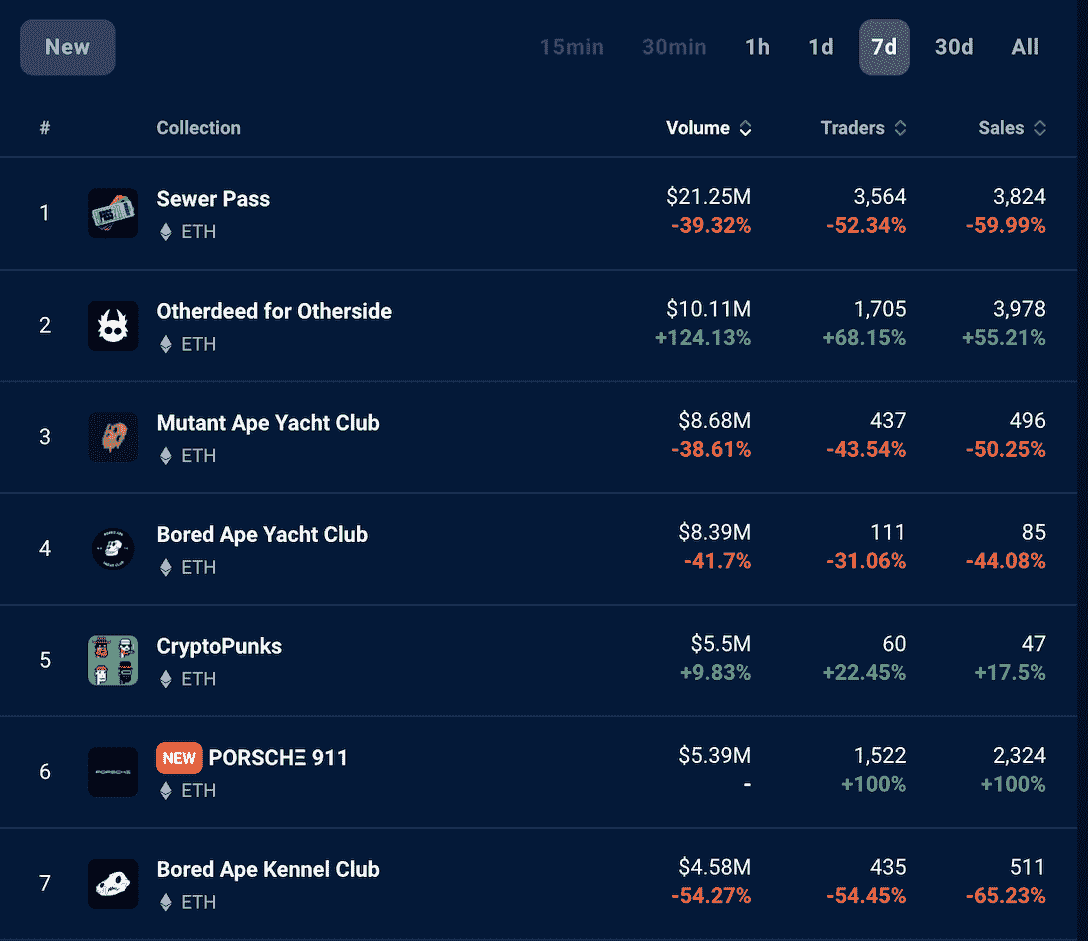 New 15min 30min 1h 1d 7d 30d All
# Collection Volume Traders Sales
1 Sewer Pass $21.25M 3,564 3,824
ETH -39.32% -52.34% -59.99%
2 Otherdeed for Otherside $10.11M 1,705 3,978
ETH +124.13% +68.15% +55.21%
3 Mutant Ape Yacht Club $8.68M 437 496
ETH -38.61% -43.54% -50.25%
4 Bored Ape Yacht Club $8.39M 111 85
ETH -41.7% -31.06% -44.08%
5 CryptoPunks $5.5M 60 47
ETH +9.83% +22.45% +17.5%
6 NEW PORSCHΞ 911 $5.39M 1,522 2,324
ETH - +100% +100%
7 Bored Ape Kennel Club $4.58M 435 511
ETH -54.27% -54.45% -65.23%